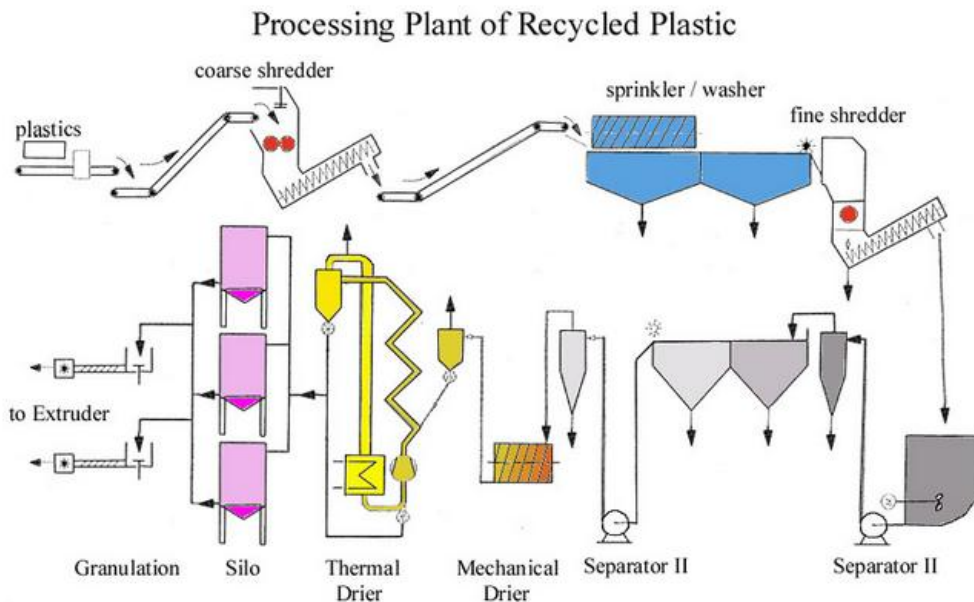 Processing Plant of Recycled Plastic
coarse shredder
sprinkler / washer
fine shredder
plastics
to Extruder
Granulation
Silo
Thermal
Drier
Mechanical
Drier
Separator II
Separator II